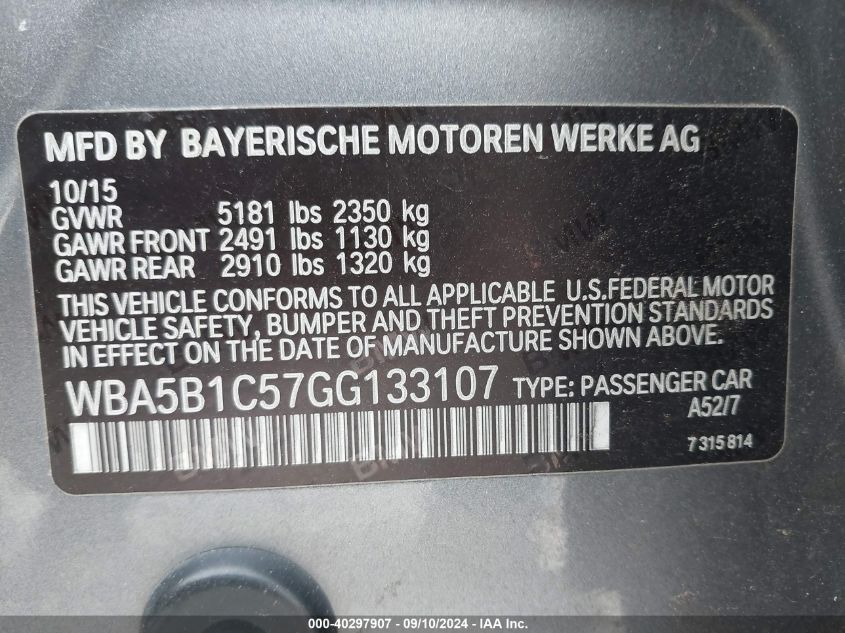 MFD BY BAYERISCHE MOTOREN WERKE AG
10/15
GVWR 5181 lbs 2350 kg
GAWR FRONT 2491 lbs 1130 kg
GAWR REAR 2910 lbs 1320 kg
THIS VEHICLE CONFORMS TO ALL APPLICABLE U.S.FEDERAL MOTOR
VEHICLE SAFETY, BUMPER AND THEFT PREVENTION STANDARDS
IN EFFECT ON THE DATE OF MANUFACTURE SHOWN ABOVE.
WBA5B1C57GG133107 TYPE: PASSENGER CAR
A52/7
7 315 814
000-40297907 - 09/10/2024 - IAA Inc.